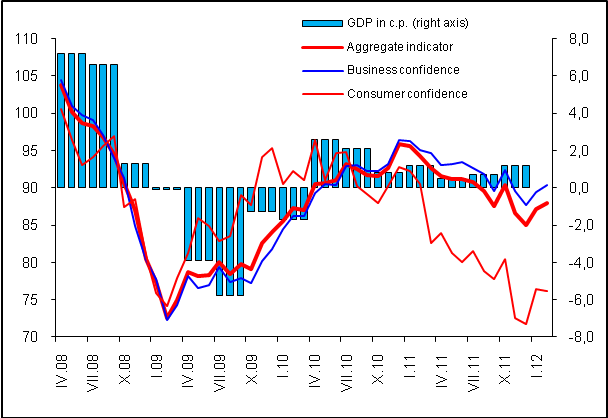 GDP in c.p. (right axis)
Aggregate indicator
Business confidence
Consumer confidence
110 8,0
105 6,0
100 4,0
95 2,0
90 0,0
85 -2,0
80 -4,0
75 -6,0
70 -8,0
IV.08 VII.08 X.08 I.09 IV.09 VII.09 X.09 I.10 IV.10 VII.10 X.10 I.11 IV.11 VII.11 X.11 I.12